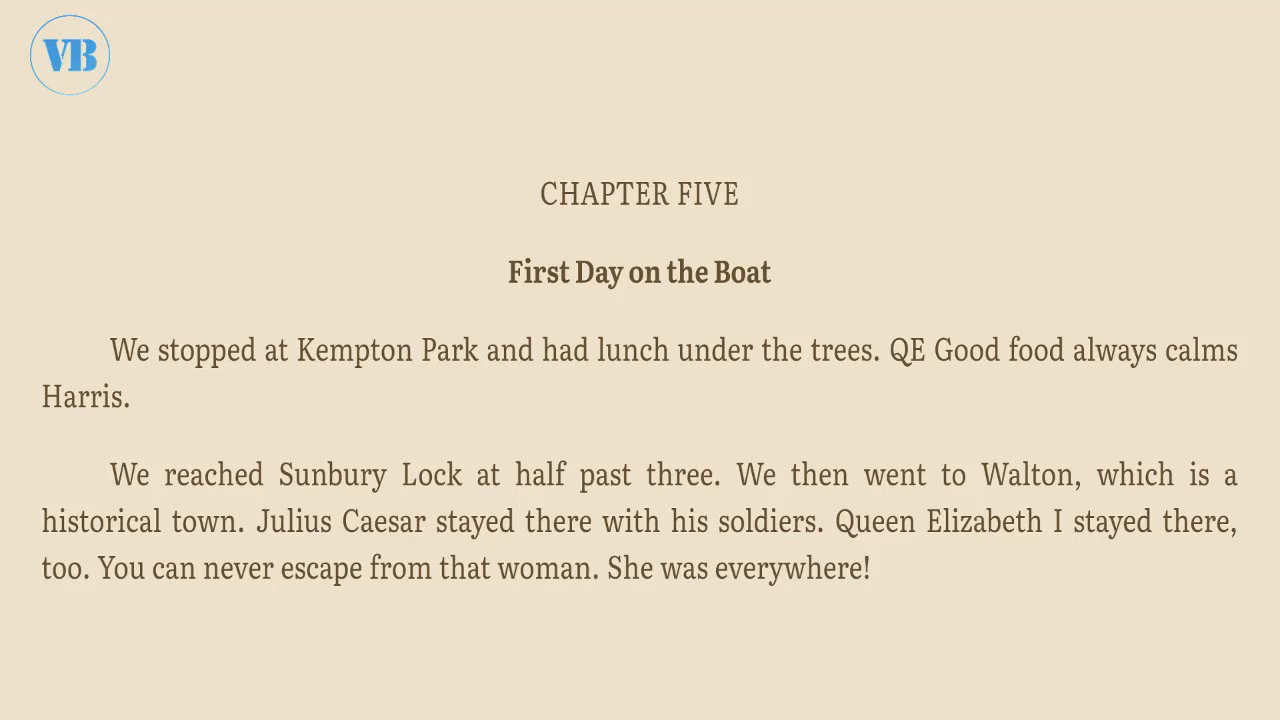 VB
CHAPTER FIVE
First Day on the Boat
We stopped at Kempton Park and had lunch under the trees. QE Good food always calms
Harris.
We reached Sunbury Lock at half past three. We then went to Walton, which is a
historical town. Julius Caesar stayed there with his soldiers. Queen Elizabeth I stayed there,
too. You can never escape from that woman. She was everywhere!